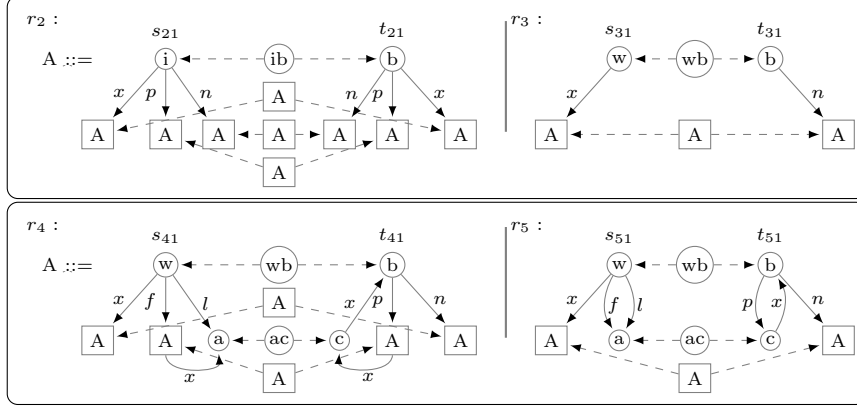 r₂ : r₃ :
s₂₁ t₂₁ s₃₁ t₃₁
A ::= i ib b w wb b
x p n A n p x x n
A A A A A A A A A A
A
r₄ : r₅ :
s₄₁ t₄₁ s₅₁ t₅₁
A ::= w wb b w wb b
x f l A x p n x f l p x n
A A a ac c A A A a ac c A
x A x A